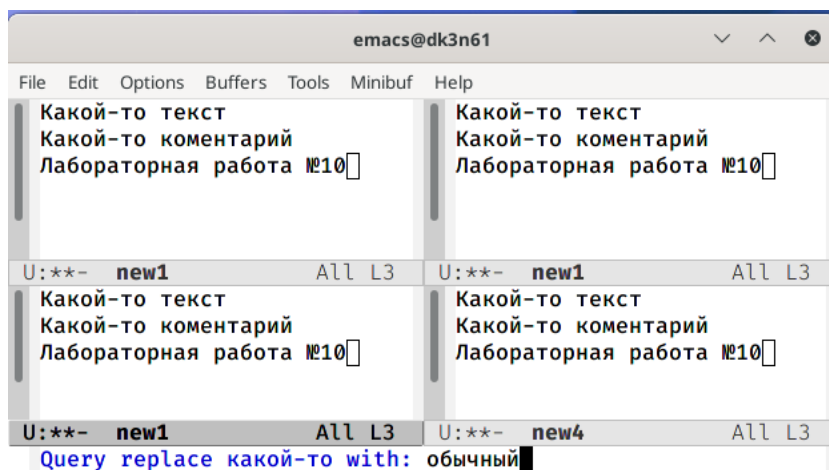 emacs@dk3n61
File Edit Options Buffers Tools Minibuf Help
Какой-то текст
Какой-то коментарий
Лабораторная работа №10
U:**- new1 All L3
Какой-то текст
Какой-то коментарий
Лабораторная работа №10
U:**- new1 All L3
Какой-то текст
Какой-то коментарий
Лабораторная работа №10
U:**- new1 All L3
Какой-то текст
Какой-то коментарий
Лабораторная работа №10
U:**- new4 All L3
Query replace какой-то with: обычный